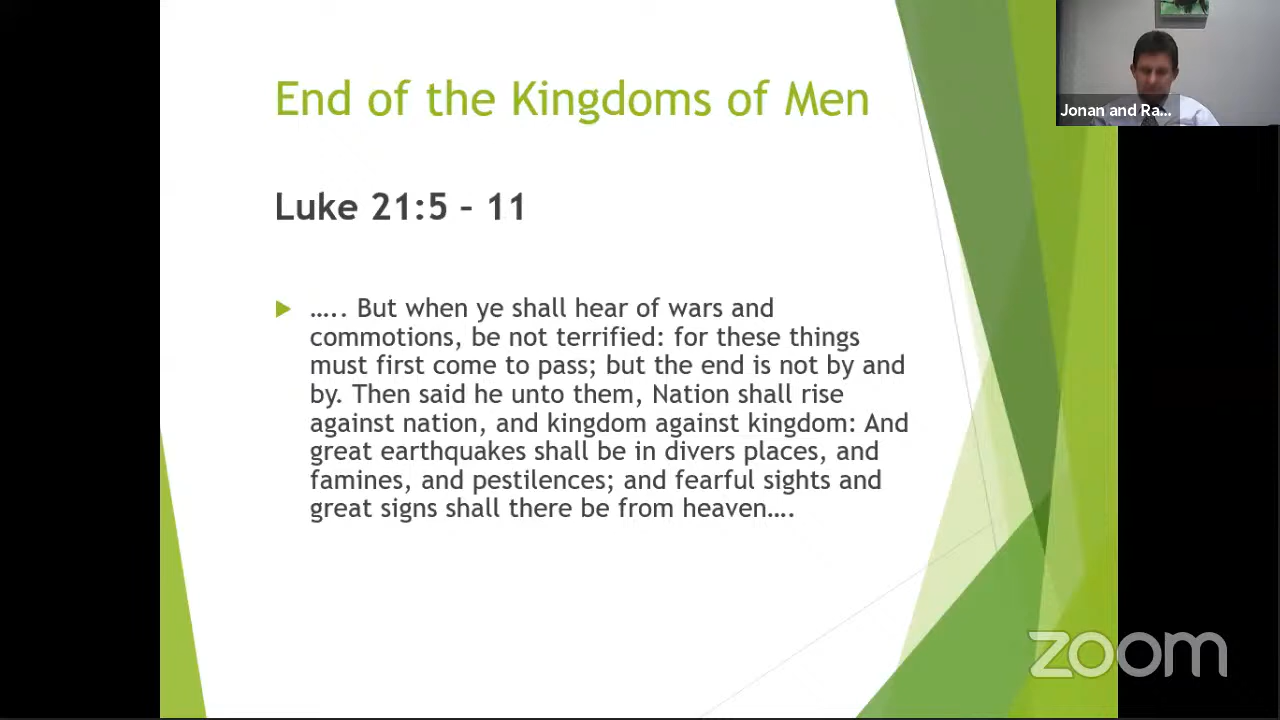 End of the Kingdoms of Men
Jonan and Ra...
Luke 21:5 – 11
….. But when ye shall hear of wars and
commotions, be not terrified: for these things
must first come to pass; but the end is not by and
by. Then said he unto them, Nation shall rise
against nation, and kingdom against kingdom: And
great earthquakes shall be in divers places, and
famines, and pestilences; and fearful sights and
great signs shall there be from heaven….
zoom